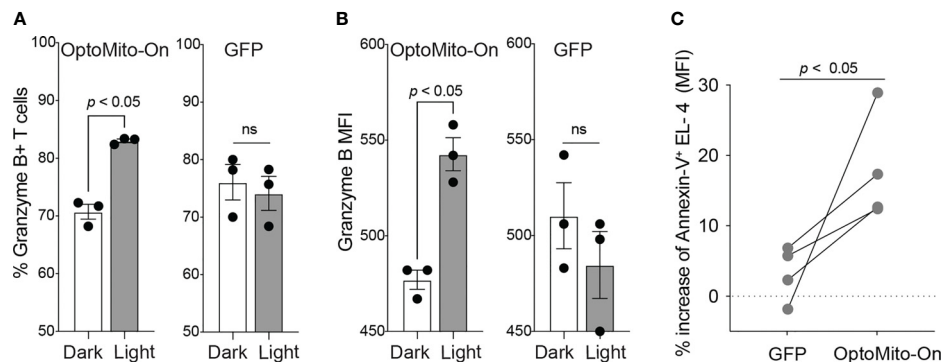 A
B
C
OptoMito-On
GFP
OptoMito-On
GFP
% Granzyme B+ T cells
100
90
80
70
60
50
p < 0.05
Dark Light
100
90
80
70
60
50
ns
Dark Light
Granzyme B MFI
600
550
500
450
p < 0.05
Dark Light
600
550
500
450
ns
Dark Light
% increase of Annexin-V⁺ EL- 4 (MFI)
30
20
10
0
p < 0.05
GFP OptoMito-On